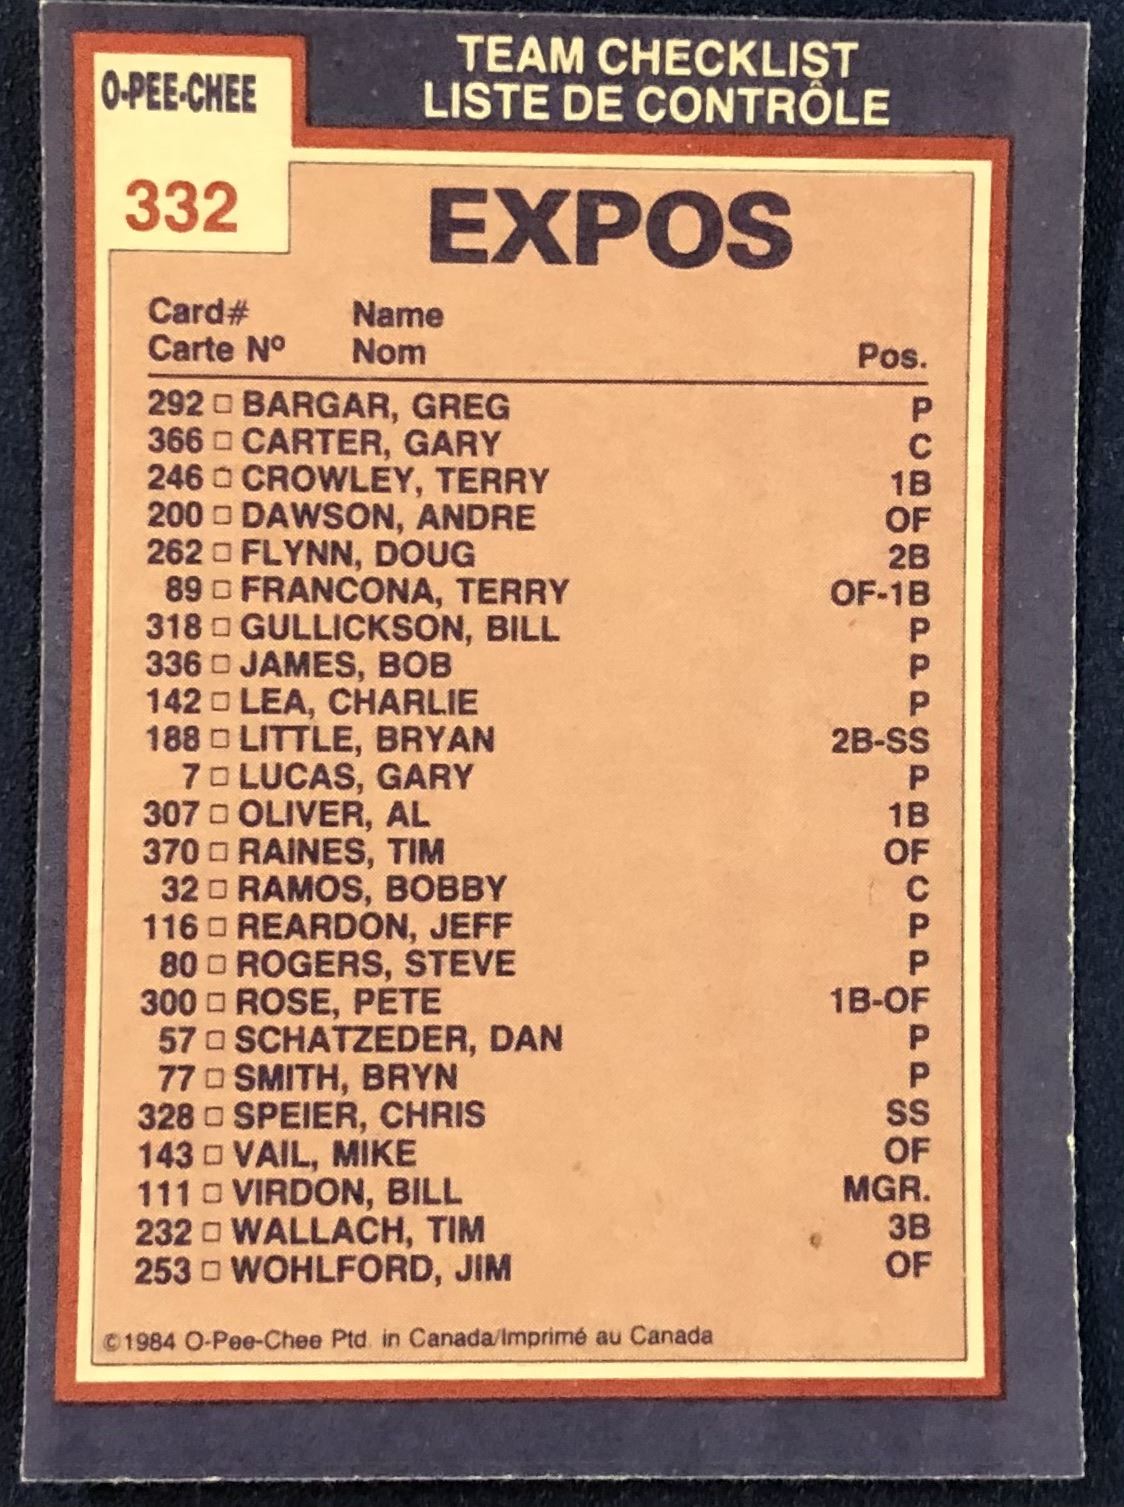 O-PEE-CHEE
332
TEAM CHECKLIST
LISTE DE CONTRÔLE
EXPOS
Card# Name
Carte Nº Nom Pos.
292 □ BARGAR, GREG P
366 □ CARTER, GARY C
246 □ CROWLEY, TERRY 1B
200 □ DAWSON, ANDRE OF
262 □ FLYNN, DOUG 2B
89 □ FRANCONA, TERRY OF-1B
318 □ GULLICKSON, BILL P
336 □ JAMES, BOB P
142 □ LEA, CHARLIE P
188 □ LITTLE, BRYAN 2B-SS
7 □ LUCAS, GARY P
307 □ OLIVER, AL 1B
370 □ RAINES, TIM OF
32 □ RAMOS, BOBBY C
116 □ REARDON, JEFF P
80 □ ROGERS, STEVE P
300 □ ROSE, PETE 1B-OF
57 □ SCHATZEDER, DAN P
77 □ SMITH, BRYN P
328 □ SPEIER, CHRIS SS
143 □ VAIL, MIKE OF
111 □ VIRDON, BILL MGR.
232 □ WALLACH, TIM 3B
253 □ WOHLFORD, JIM OF
©1984 O-Pee-Chee Ptd. in Canada/Imprimé au Canada